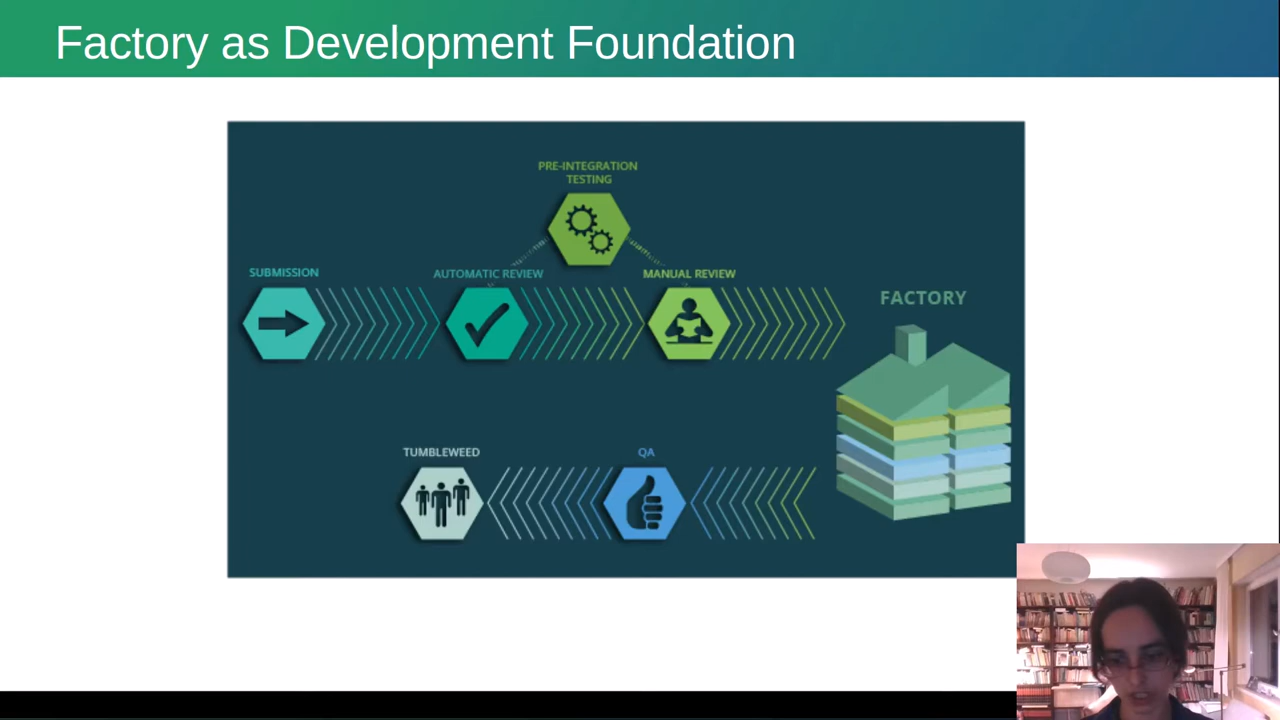 Factory as Development Foundation
PRE-INTEGRATION
TESTING
SUBMISSION
AUTOMATIC REVIEW
MANUAL REVIEW
FACTORY
TUMBLEWEED
QA